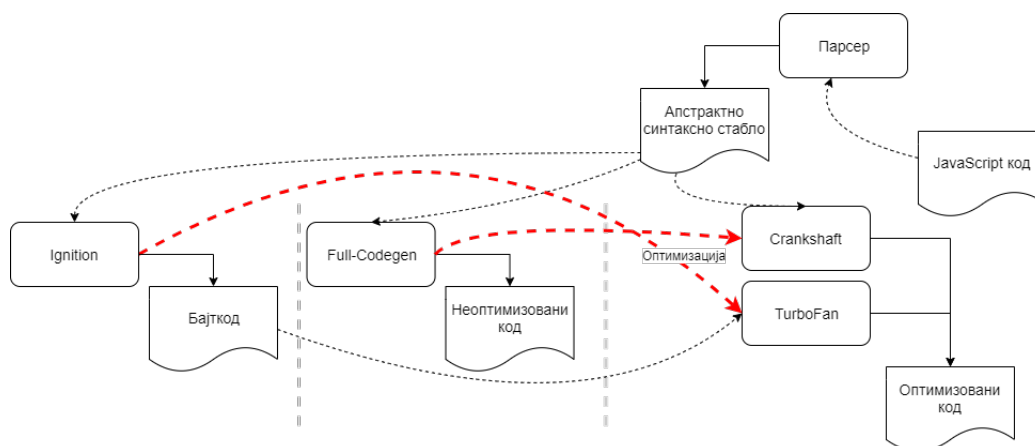 Парсер
Апстрактно
синтаксно стабло
JavaScript код
Ignition
Full-Codegen
Crankshaft
Оптимизација
TurboFan
Бајткод
Неоптимизовани
код
Оптимизовани
код